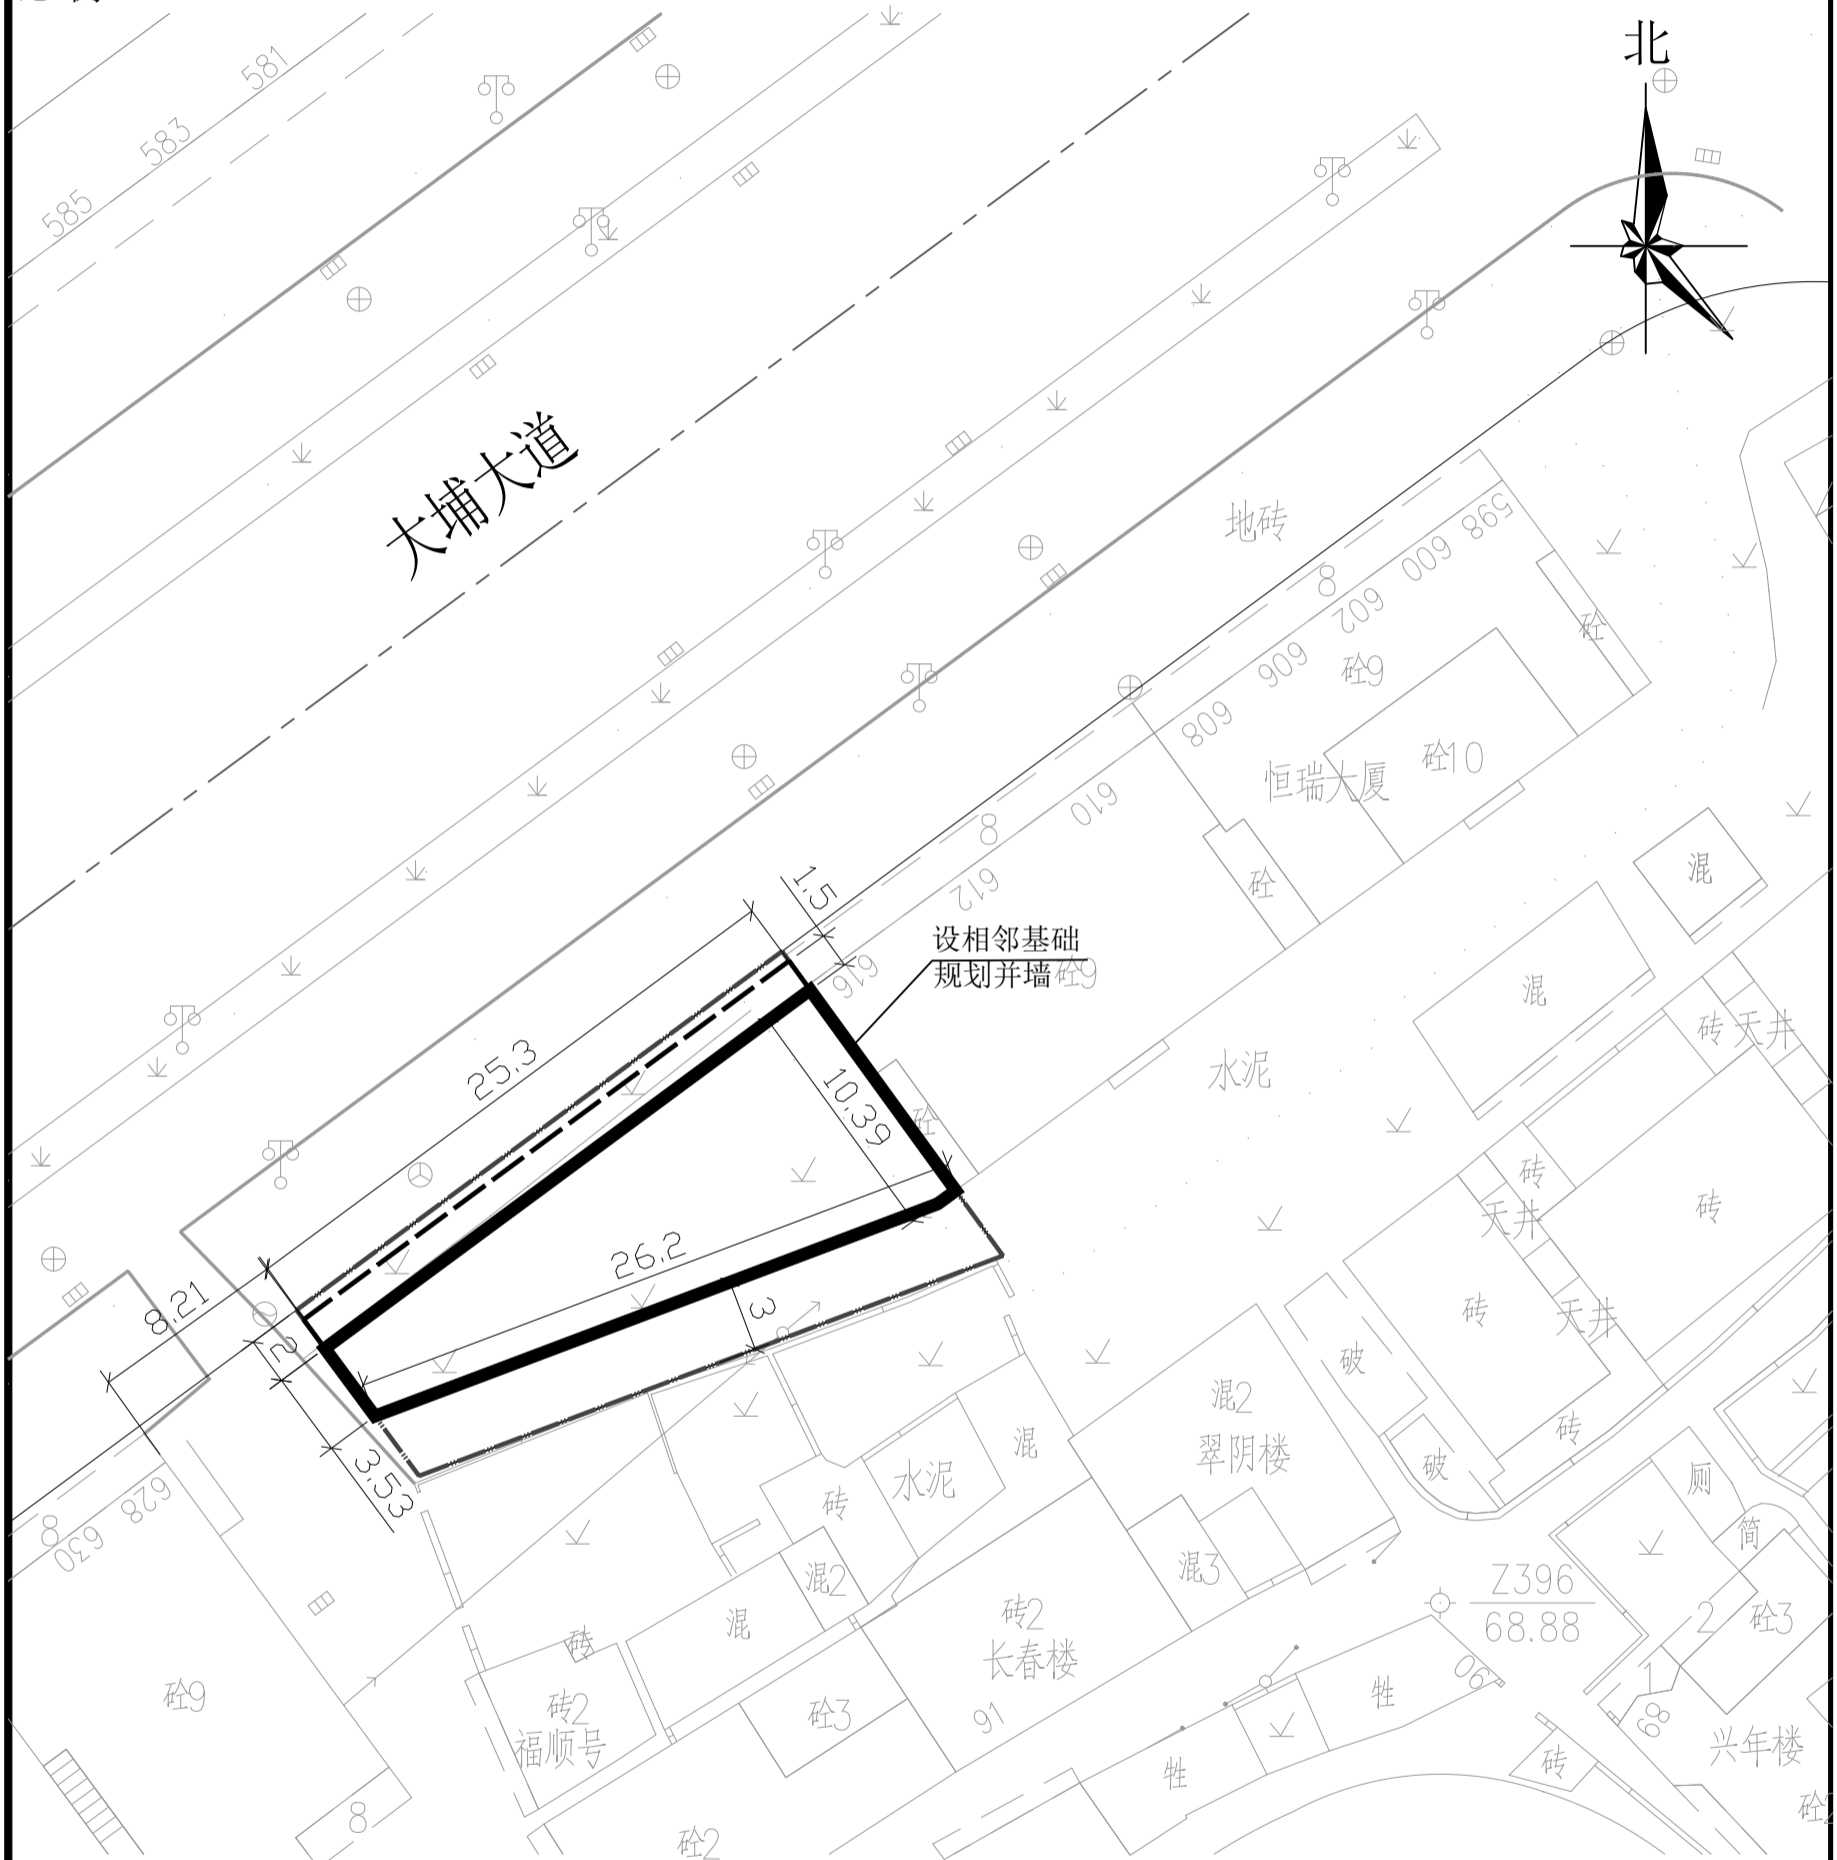 北
581
583
585
大埔大道
地砖
598
600
602
606
608
610
612
616
8
砼
砼9
砼10
恒瑞大厦
8
砼
混
1.5
设相邻基础
规划并墙
砼9
混
25.3
10.39
砼
水泥
砖
天井
砖
天井
砖
26.2
3
8.21
2
3.53
砖
天井
破
混2
翠阴楼
砖
破
混
水泥
砖
厕
简
628
630
8
混2
混3
混
砖
Z396
68.88
2
砼3
砖2
长春楼
砼9
砖2
福顺号
砼3
91
牲
90
1
89
兴年楼
砖
牲
8
砼2